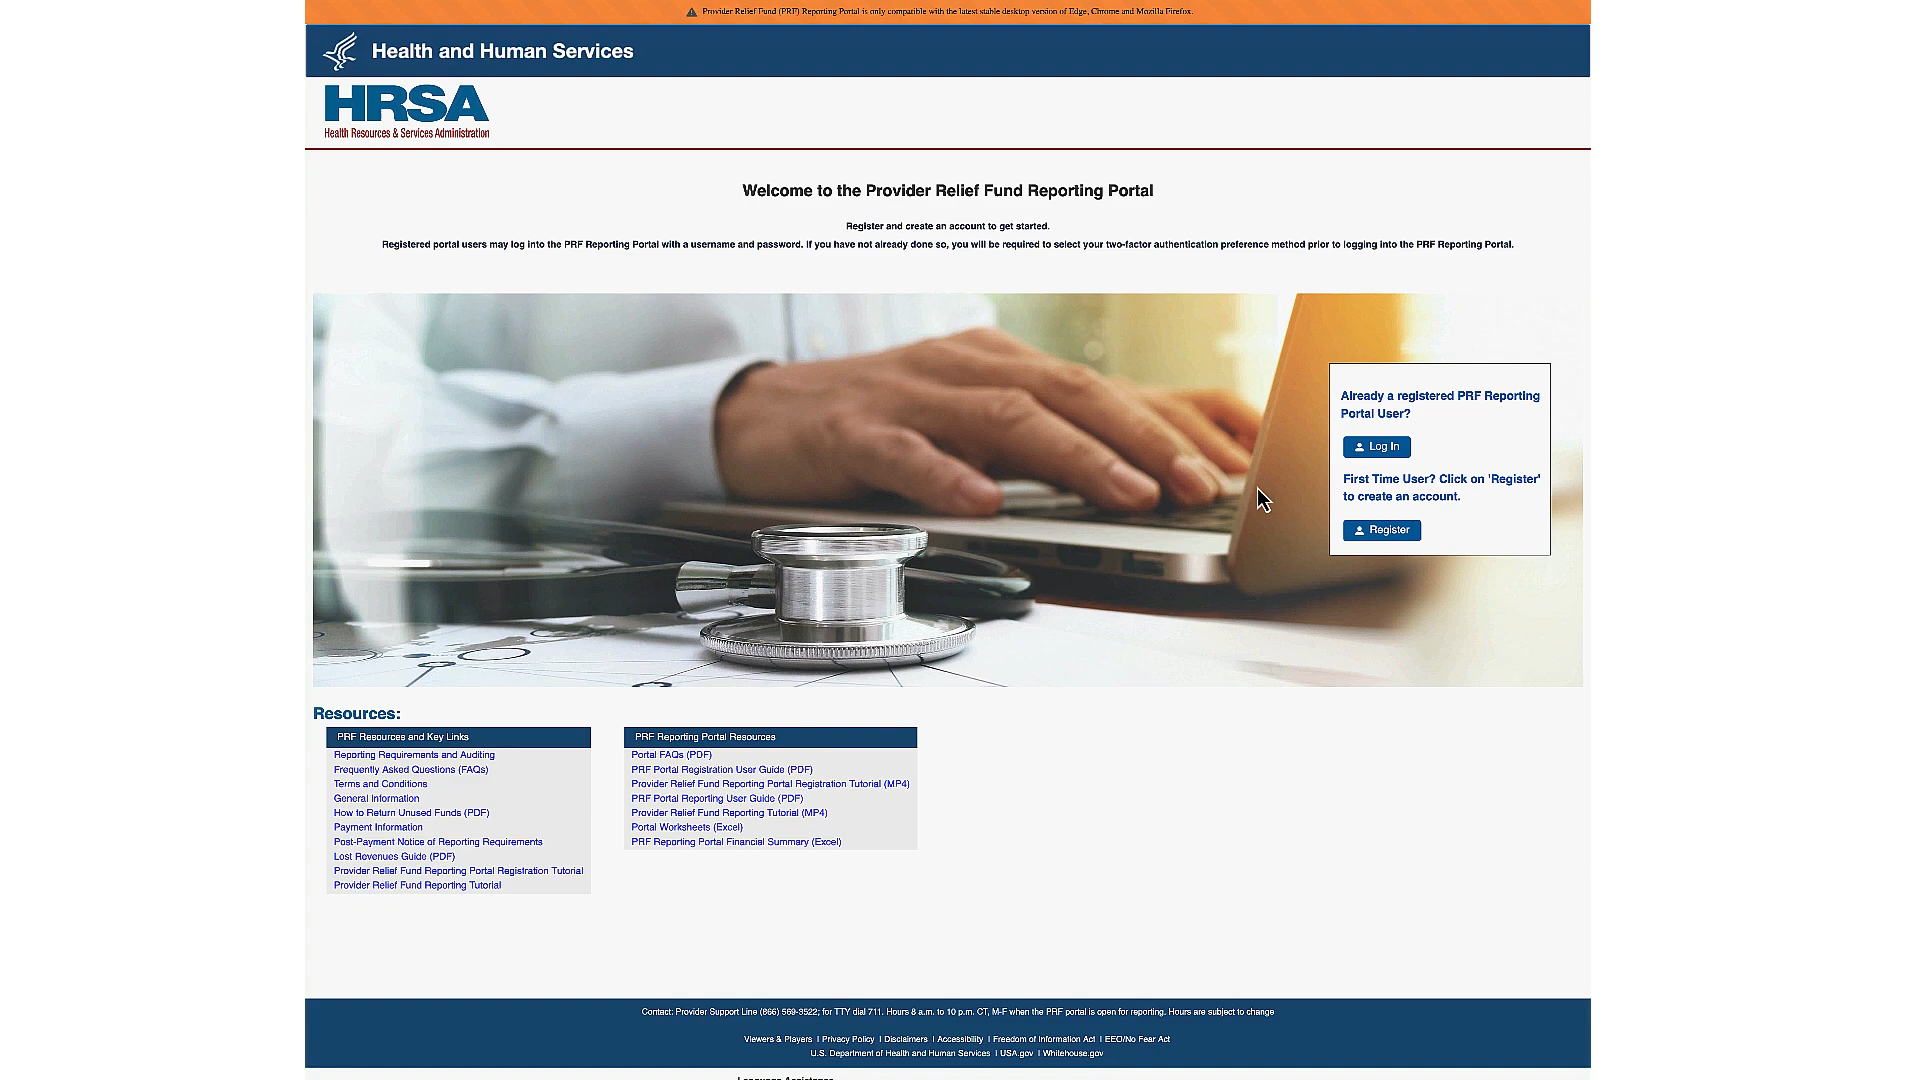 Provider Relief Fund (PRF) Reporting Portal is only compatible with the latest stable desktop version of Edge, Chrome and Mozilla Firefox.
Health and Human Services
HRSA
Health Resources & Services Administration
Welcome to the Provider Relief Fund Reporting Portal
Register and create an account to get started.
Registered portal users may log into the PRF Reporting Portal with a username and password. If you have not already done so, you will be required to select your two-factor authentication preference method prior to logging into the PRF Reporting Portal.
Already a registered PRF Reporting
Portal User?
Log In
First Time User? Click on 'Register'
to create an account.
Register
Resources:
PRF Resources and Key Links
Reporting Requirements and Auditing
Frequently Asked Questions (FAQs)
Terms and Conditions
General Information
How to Return Unused Funds (PDF)
Payment Information
Post-Payment Notice of Reporting Requirements
Lost Revenues Guide (PDF)
Provider Relief Fund Reporting Portal Registration Tutorial
Provider Relief Fund Reporting Tutorial
PRF Reporting Portal Resources
Portal FAQs (PDF)
PRF Portal Registration User Guide (PDF)
Provider Relief Fund Reporting Portal Registration Tutorial (MP4)
PRF Portal Reporting User Guide (PDF)
Provider Relief Fund Reporting Tutorial (MP4)
Portal Worksheets (Excel)
PRF Reporting Portal Financial Summary (Excel)
Contact: Provider Support Line (866) 569-3522; for TTY dial 711. Hours 8 a.m. to 10 p.m. CT, M-F when the PRF portal is open for reporting. Hours are subject to change
Viewers & Players | Privacy Policy | Disclaimers | Accessibility | Freedom of Information Act | EEO/No Fear Act
U.S. Department of Health and Human Services | USA.gov | Whitehouse.gov
Language Assistance